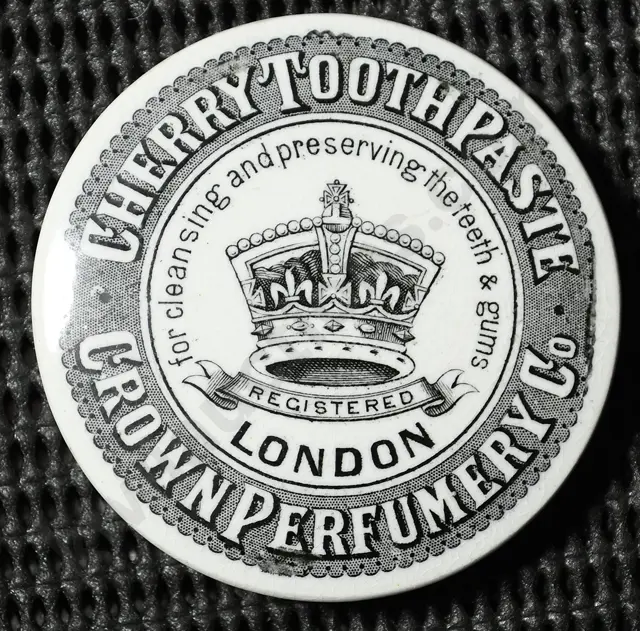 CHERRY TOOTH PASTE
for cleansing and preserving the teeth & gums
REGISTERED
LONDON
CROWN PERFUMERY Co